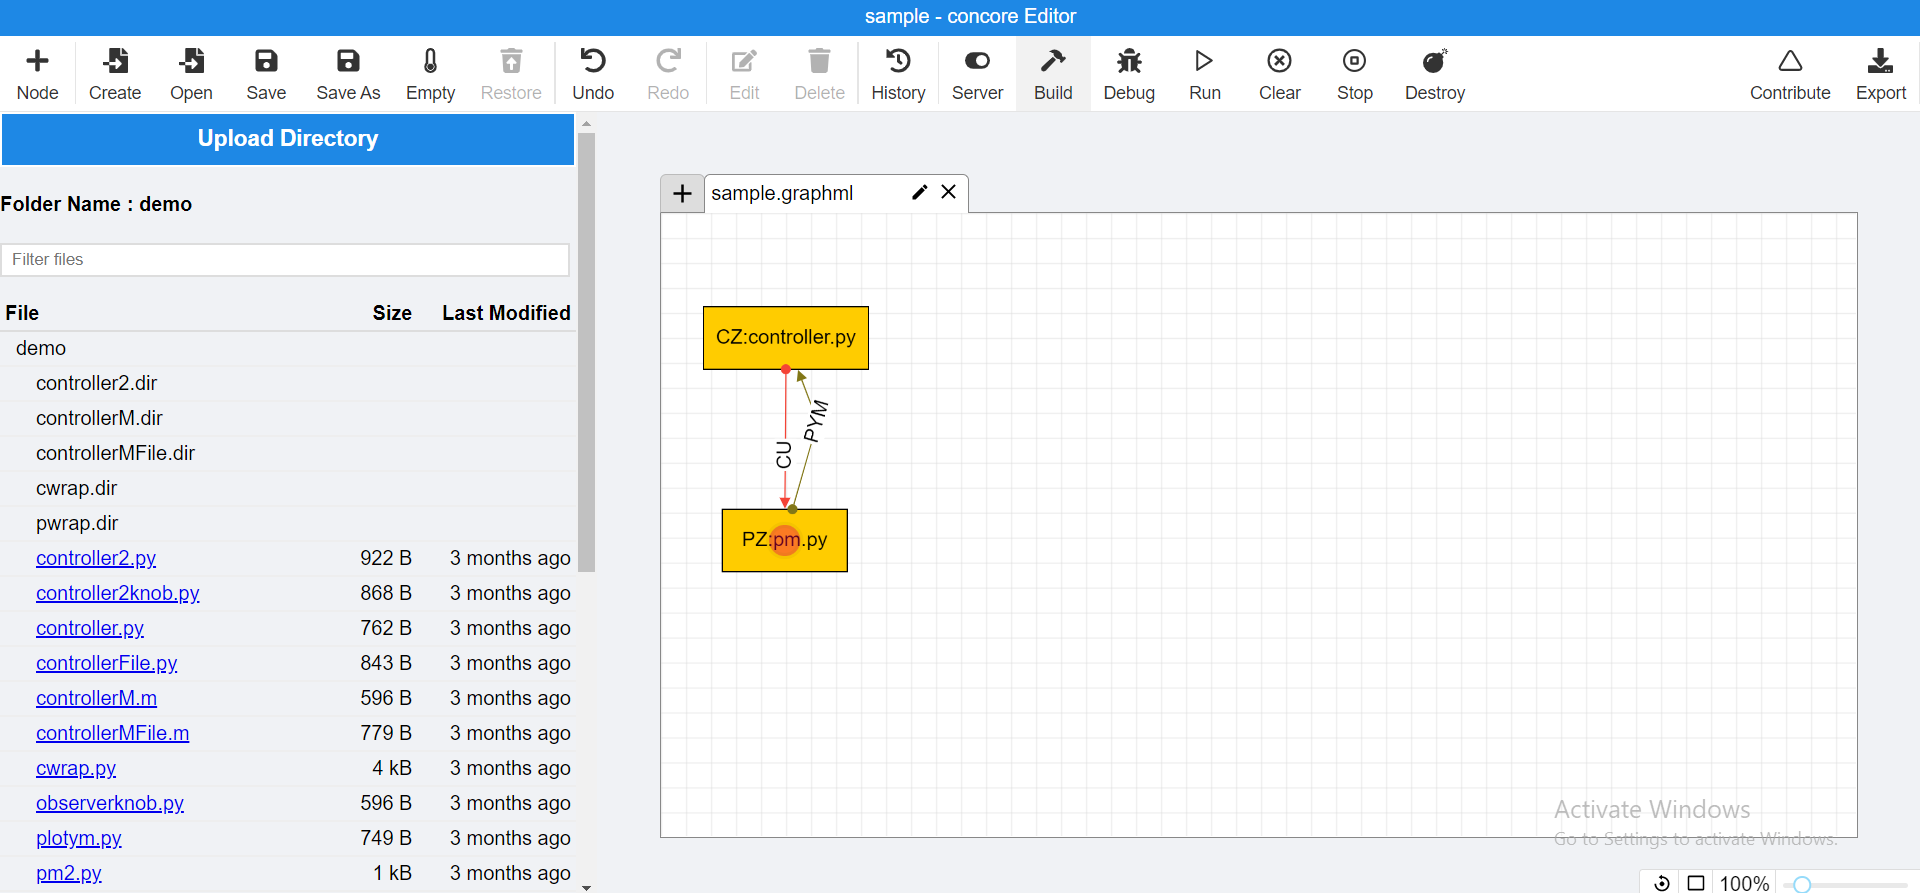 sample - concore Editor
Node Create Open Save Save As Empty Restore Undo Redo Edit Delete History Server Build Debug Run Clear Stop Destroy Contribute Export
Upload Directory
Folder Name : demo
Filter files
File Size Last Modified
demo
controller2.dir
controllerM.dir
controllerMFile.dir
cwrap.dir
pwrap.dir
controller2.py 922 B 3 months ago
controller2knob.py 868 B 3 months ago
controller.py 762 B 3 months ago
controllerFile.py 843 B 3 months ago
controllerM.m 596 B 3 months ago
controllerMFile.m 779 B 3 months ago
cwrap.py 4 kB 3 months ago
observerknob.py 596 B 3 months ago
plotym.py 749 B 3 months ago
pm2.py 1 kB 3 months ago
sample.graphml
CZ:controller.py
CU
PYM
PZ:pm.py
Activate Windows
Go to Settings to activate Windows.
100%